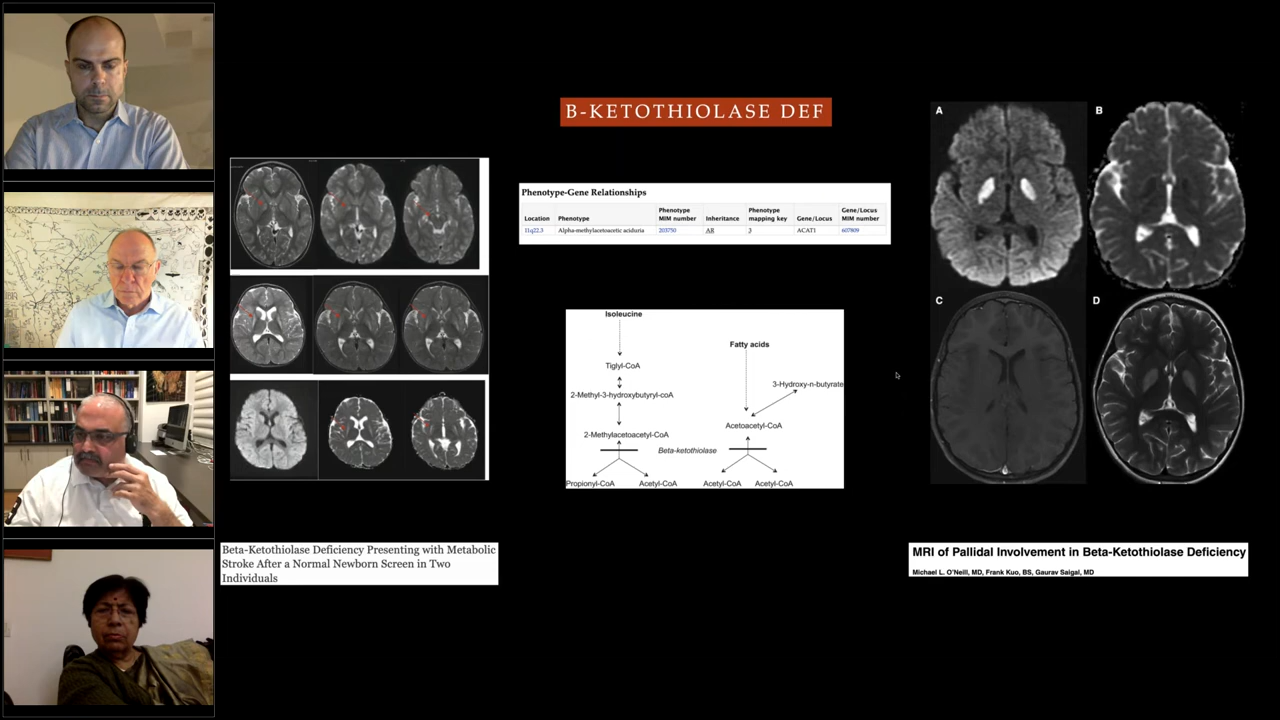 B-KETOTHIOLASE DEF
Phenotype-Gene Relationships
Location Phenotype Phenotype MIM number Inheritance Phenotype mapping key Gene/Locus Gene/Locus MIM number
11q22.3 Alpha-methylacetoacetic aciduria 203750 AR 3 ACAT1 607809
Isoleucine
Fatty acids
Tiglyl-CoA
3-Hydroxy-n-butyrate
2-Methyl-3-hydroxybutyryl-coA
Acetoacetyl-CoA
2-Methylacetoacetyl-CoA
Beta-ketothiolase
Propionyl-CoA Acetyl-CoA Acetyl-CoA Acetyl-CoA
A B
C D
Beta-Ketothiolase Deficiency Presenting with Metabolic
Stroke After a Normal Newborn Screen in Two
Individuals
MRI of Pallidal Involvement in Beta-Ketothiolase Deficiency
Michael L. O'Neill, MD, Frank Kuo, BS, Gaurav Saigal, MD